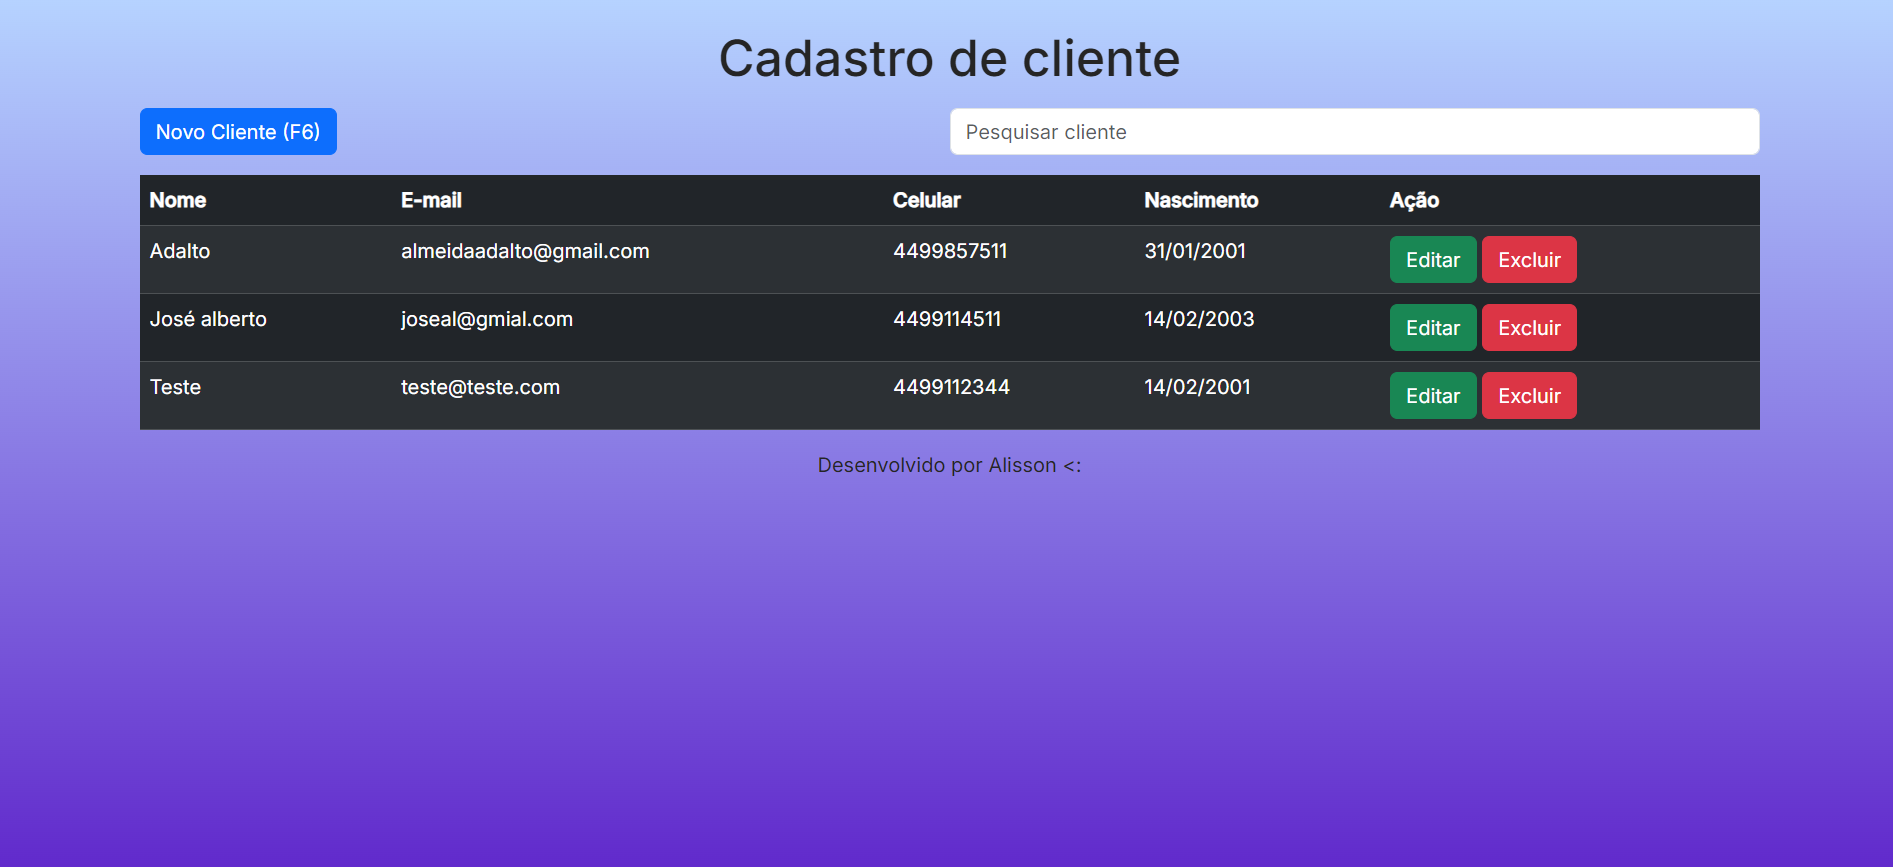 Cadastro de cliente
Novo Cliente (F6) Pesquisar cliente
Nome E-mail Celular Nascimento Ação
Adalto almeidaadalto@gmail.com 4499857511 31/01/2001 Editar Excluir
José alberto joseal@gmial.com 4499114511 14/02/2003 Editar Excluir
Teste teste@teste.com 4499112344 14/02/2001 Editar Excluir
Desenvolvido por Alisson <: